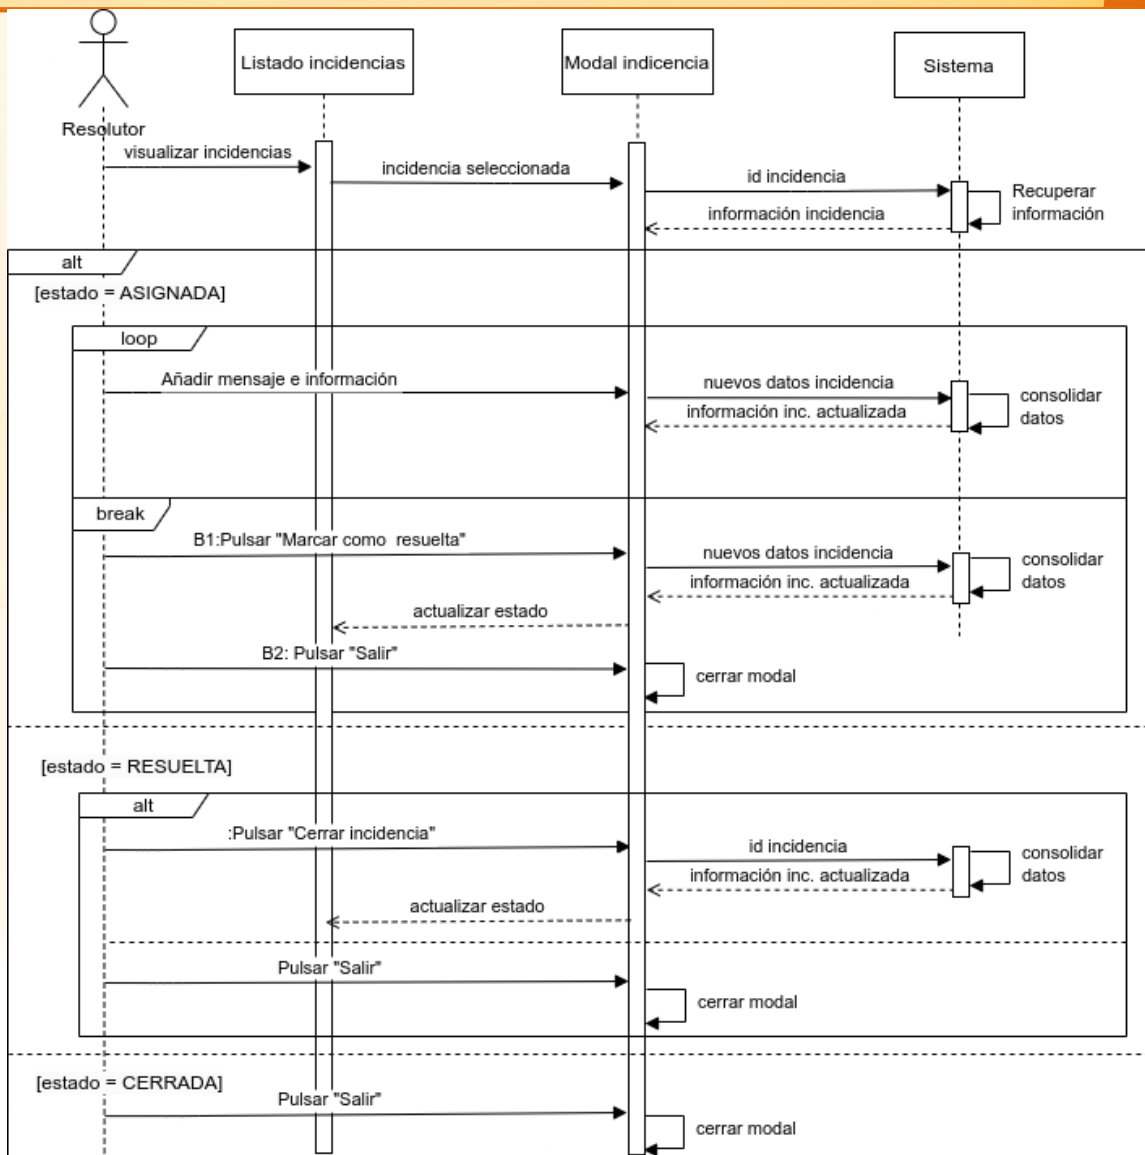 Listado incidencias
Modal indicencia
Sistema
Resolutor
visualizar incidencias
incidencia seleccionada
id incidencia
Recuperar
información
información incidencia
alt
[estado = ASIGNADA]
loop
Añadir mensaje e información
nuevos datos incidencia
consolidar
datos
información inc. actualizada
break
B1:Pulsar "Marcar como resuelta"
nuevos datos incidencia
consolidar
datos
información inc. actualizada
actualizar estado
B2: Pulsar "Salir"
cerrar modal
[estado = RESUELTA]
alt
:Pulsar "Cerrar incidencia"
id incidencia
consolidar
datos
información inc. actualizada
actualizar estado
Pulsar "Salir"
cerrar modal
[estado = CERRADA]
Pulsar "Salir"
cerrar modal